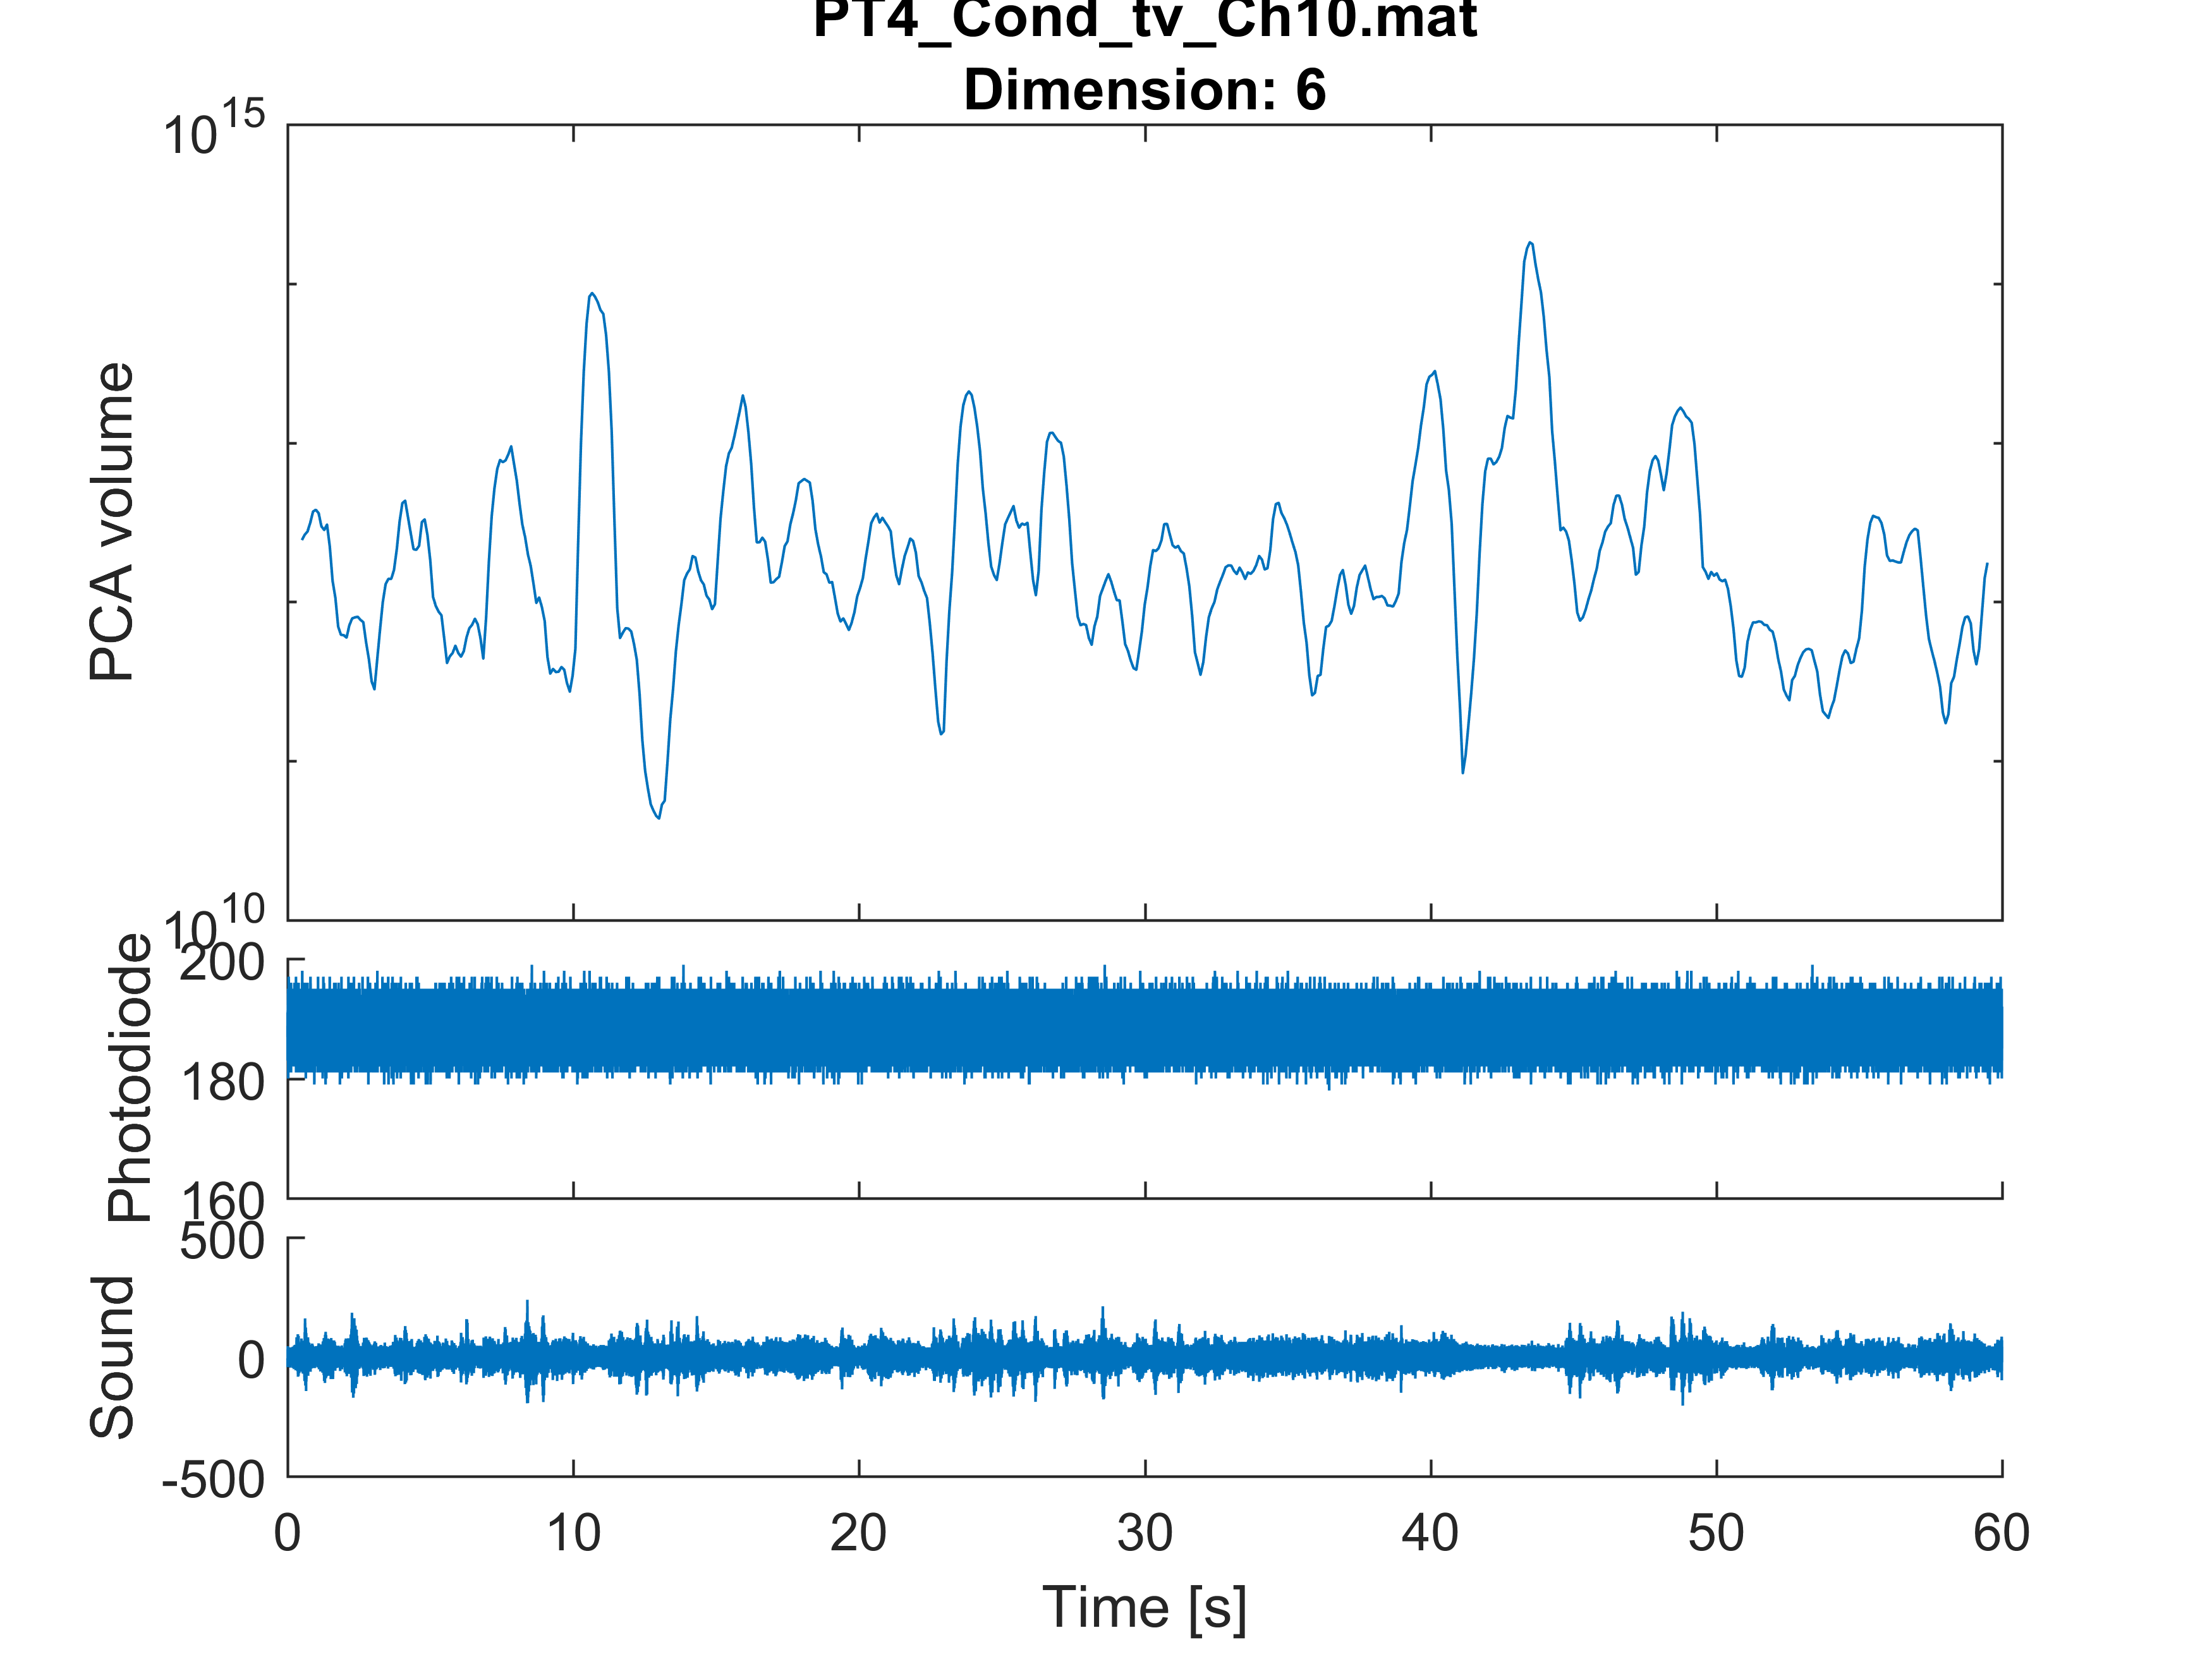 PT4_Cond_tv_Ch10.mat
Dimension: 6
10^15
PCA volume
10^10
200
Photodiode
180
160
500
Sound
0
-500
0 10 20 30 40 50 60
Time [s]